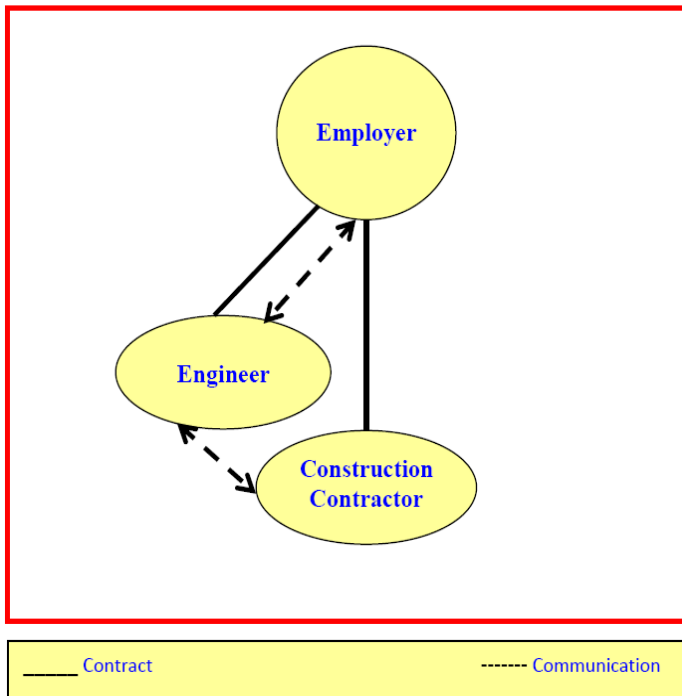 Employer
Engineer
Construction
Contractor
_____ Contract
------- Communication